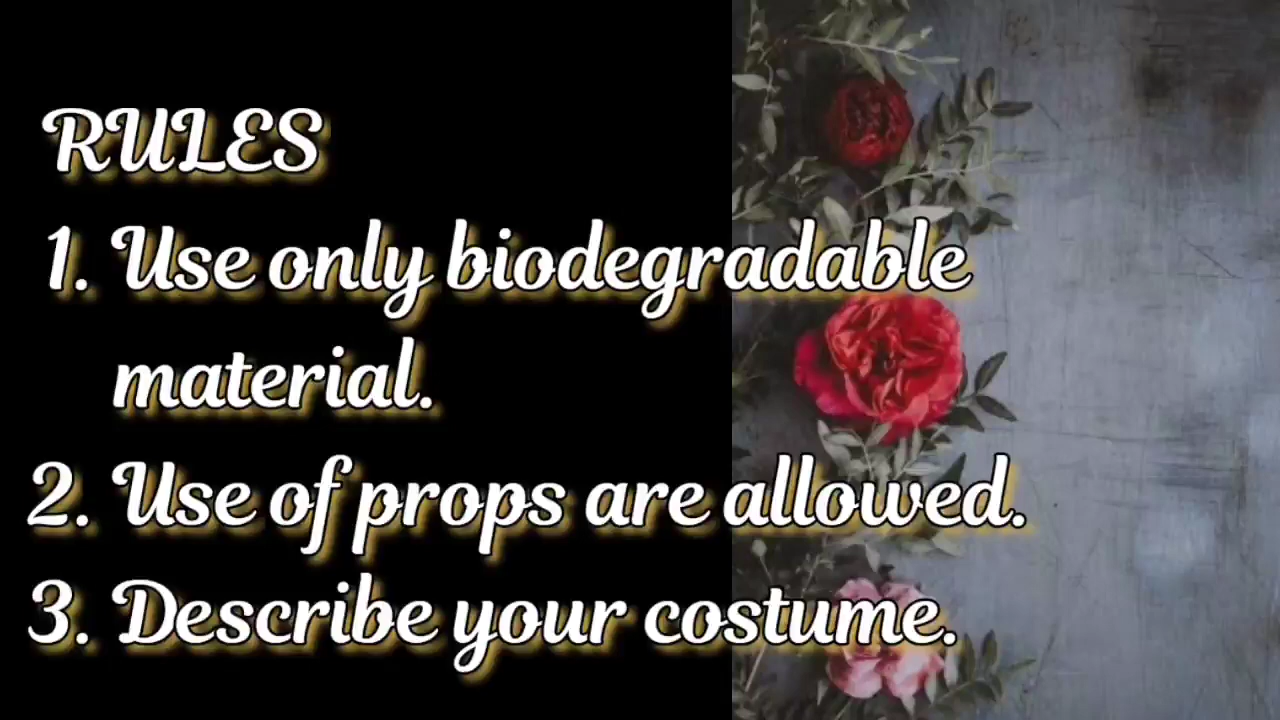 RULES
1. Use only biodegradable
material.
2. Use of props are allowed.
3. Describe your costume.